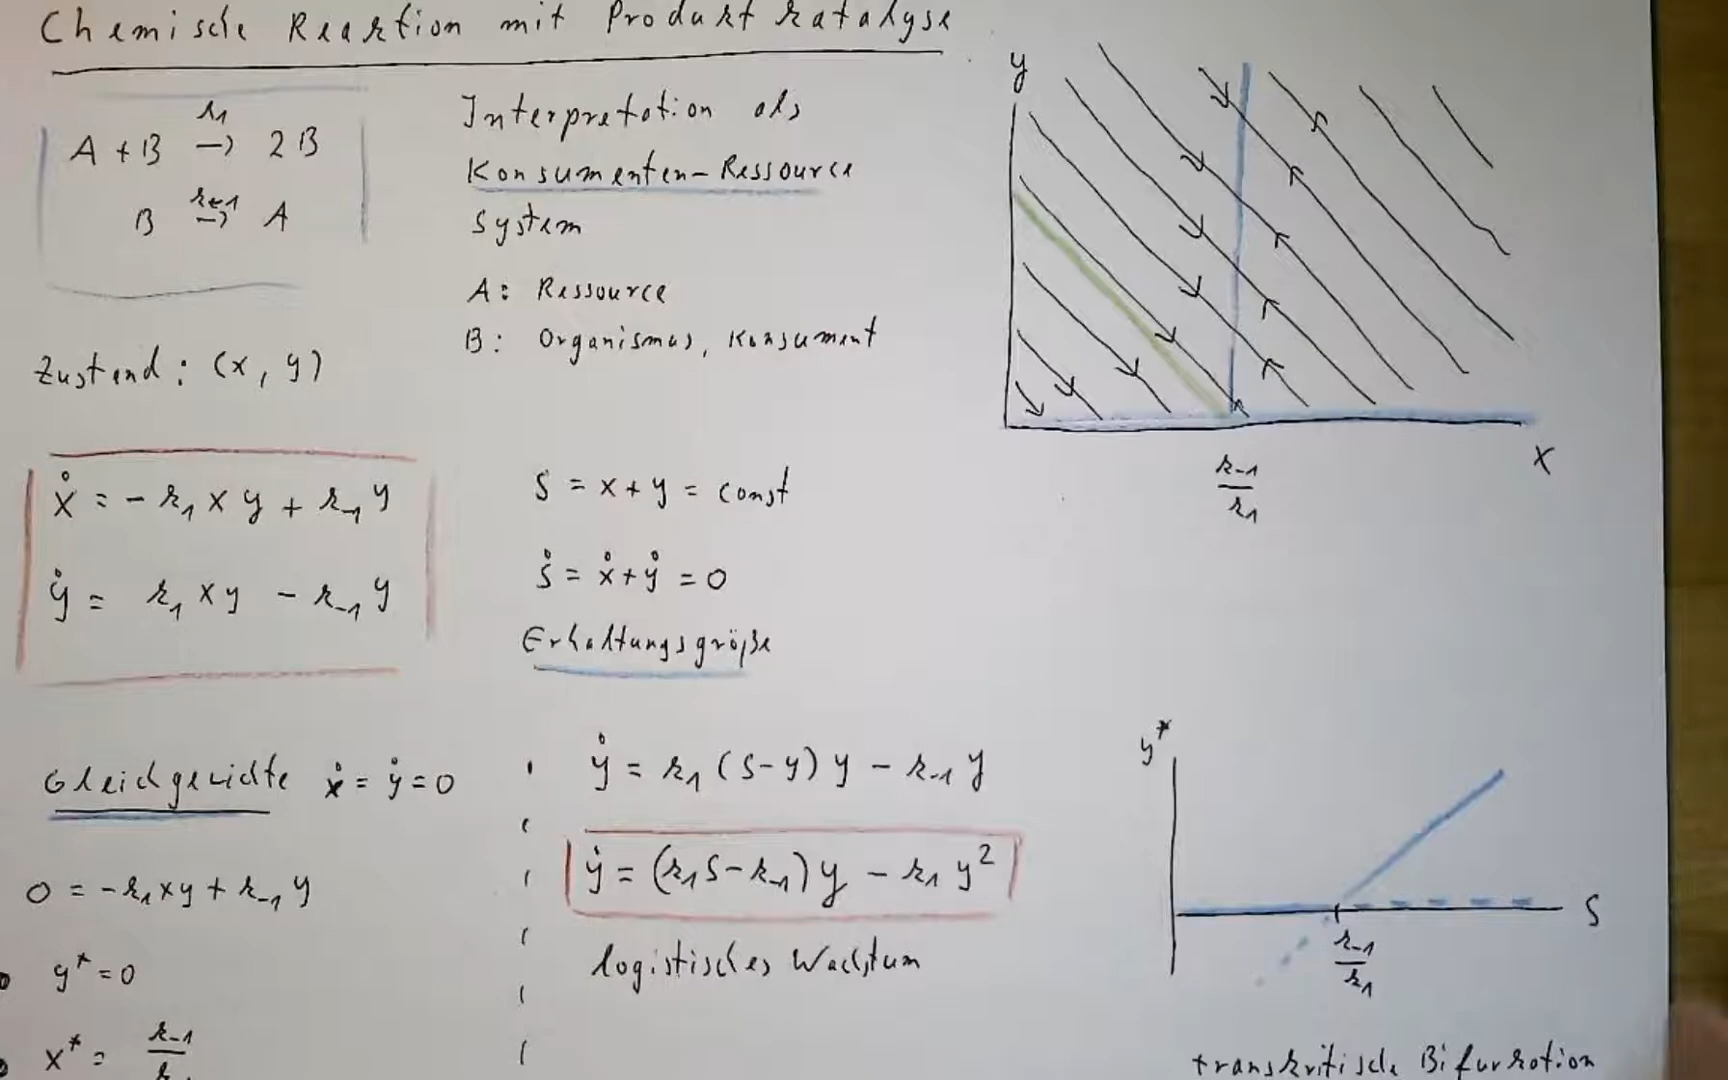 Chemische Reaktion mit Produktkatalyse
A + B →(k₁) 2B
B →(k₋₁) A
Interpretation als
Konsumenten-Ressource
System
A: Ressource
B: Organismus, Konsument
Zustand: (x, y)
ẋ = - k₁ x y + k₋₁ y
ẏ = k₁ x y - k₋₁ y
S = x + y = const
Ṡ = ẋ + ẏ = 0
Erhaltungsgröße
y
x
k₋₁/k₁
Gleichgewichte ẋ = ẏ = 0
0 = - k₁ x y + k₋₁ y
y* = 0
x* = k₋₁/k₁
ẏ = k₁ (S - y) y - k₋₁ y
ẏ = (k₁ S - k₋₁) y - k₁ y²
logistisches Wachstum
y*
S
k₋₁/k₁
transkritische Bifurkation